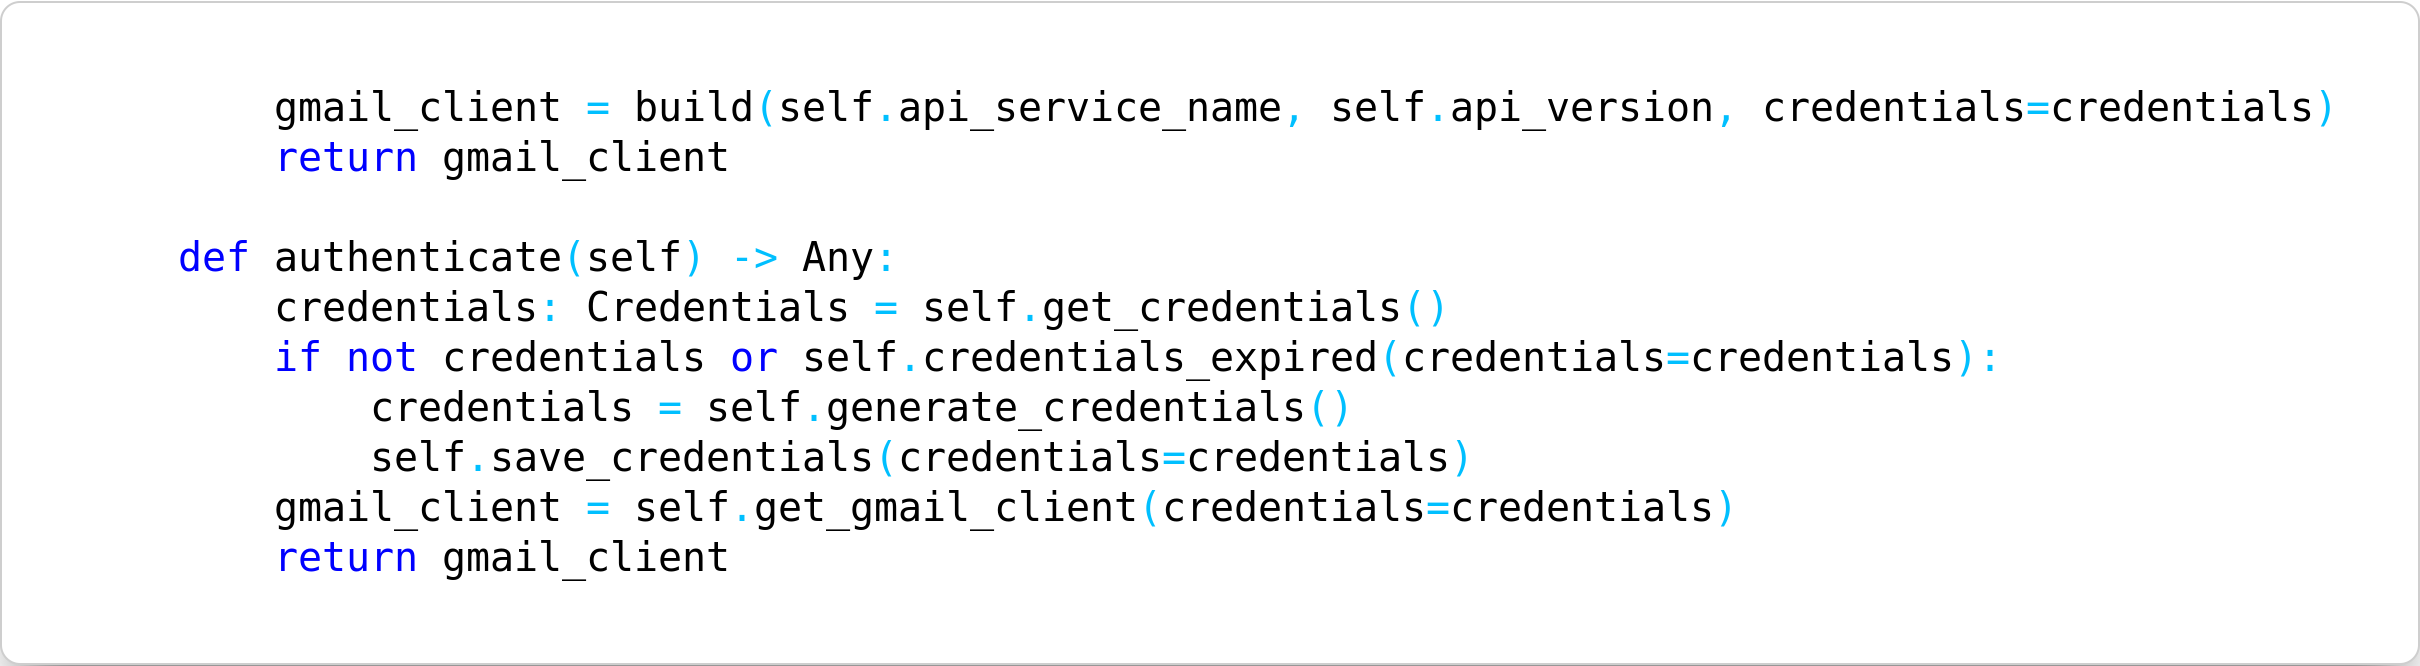 gmail_client = build(self.api_service_name, self.api_version, credentials=credentials)
        return gmail_client

    def authenticate(self) -> Any:
        credentials: Credentials = self.get_credentials()
        if not credentials or self.credentials_expired(credentials=credentials):
            credentials = self.generate_credentials()
            self.save_credentials(credentials=credentials)
        gmail_client = self.get_gmail_client(credentials=credentials)
        return gmail_client